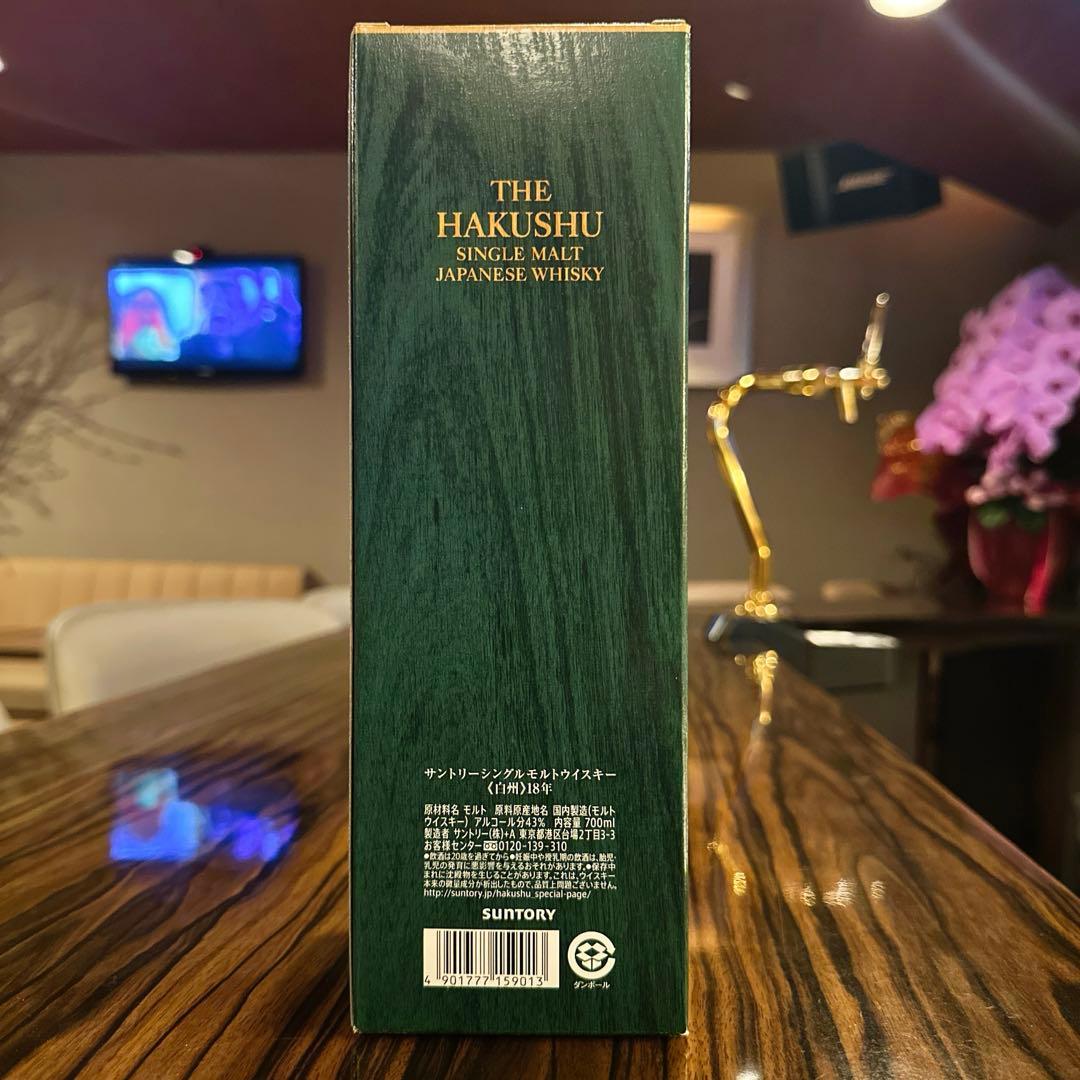 THE
HAKUSHU
SINGLE MALT
JAPANESE WHISKY
サントリーシングルモルトウイスキー
《白州》18年
原材料名 モルト 原料原産地名 国内製造(モルト
ウイスキー) アルコール分43% 内容量 700ml
製造者 サントリー(株)+A 東京都港区台場2丁目3-3
お客様センター 0120-139-310
●飲酒は20歳を過ぎてから●妊娠中や授乳期の飲酒は、胎児・
乳児の発育に悪影響を与えるおそれがあります。●保存中
まれに沈殿物を生じることがあります。これは、ウイスキー
本来の微量成分が析出したもので、品質上問題ございません。
http://suntory.jp/hakushu_special-page/
SUNTORY
4 901777 159013
ダンボール